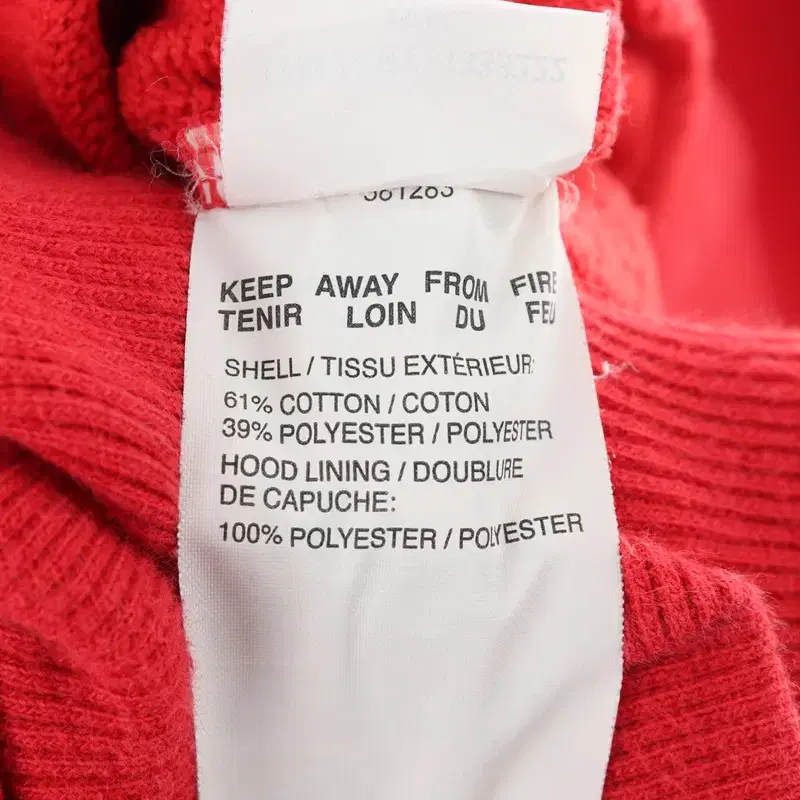 381283
KEEP AWAY FROM FIRE
TENIR LOIN DU FEU
SHELL / TISSU EXTÉRIEUR:
61% COTTON / COTON
39% POLYESTER / POLYESTER
HOOD LINING / DOUBLURE
DE CAPUCHE:
100% POLYESTER / POLYESTER